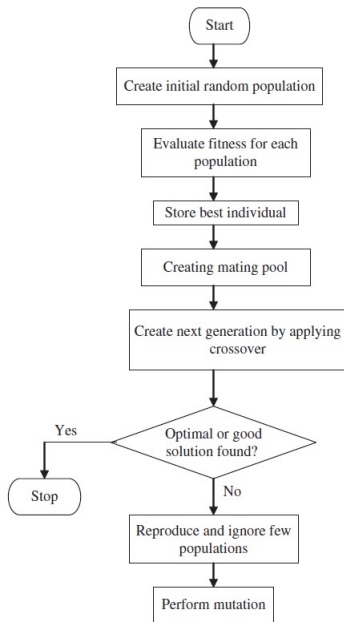 Start
Create initial random population
Evaluate fitness for each
population
Store best individual
Creating mating pool
Create next generation by applying
crossover
Optimal or good
solution found?
Yes
Stop
No
Reproduce and ignore few
populations
Perform mutation